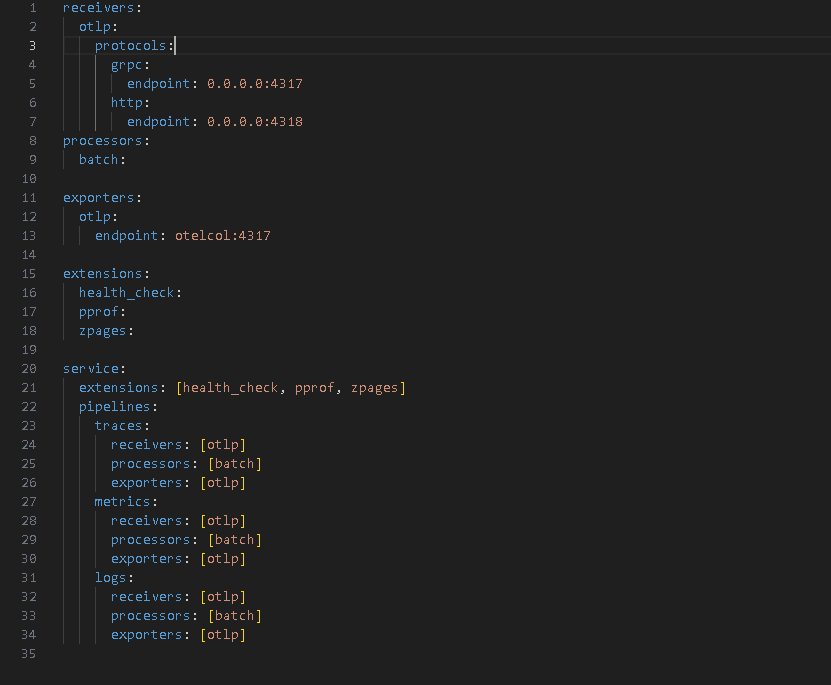 1 receivers:
2   otlp:
3     protocols:
4       grpc:
5         endpoint: 0.0.0.0:4317
6       http:
7         endpoint: 0.0.0.0:4318
8 processors:
9   batch:
10
11 exporters:
12   otlp:
13     endpoint: otelcol:4317
14
15 extensions:
16   health_check:
17   pprof:
18   zpages:
19
20 service:
21   extensions: [health_check, pprof, zpages]
22   pipelines:
23     traces:
24       receivers: [otlp]
25       processors: [batch]
26       exporters: [otlp]
27     metrics:
28       receivers: [otlp]
29       processors: [batch]
30       exporters: [otlp]
31     logs:
32       receivers: [otlp]
33       processors: [batch]
34       exporters: [otlp]
35